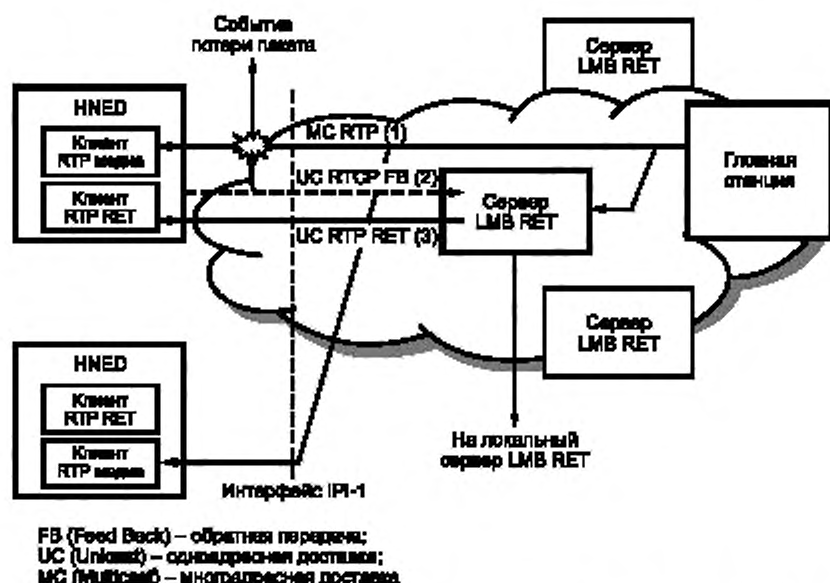 Событие
потери пакета
Сервер
LMB RET
HNED
Клиент
RTP медиа
Клиент
RTP RET
MC RTP (1)
UC RTCP FB (2)
UC RTP RET (3)
Сервер
LMB RET
Главная
станция
Сервер
LMB RET
HNED
Клиент
RTP RET
Клиент
RTP медиа
На локальный
сервер LMB RET
Интерфейс IPI-1
FB (Feed Back) – обратная передача;
UC (Unicast) – одноадресная доставка;
MC (Multicast) – многоадресная доставка